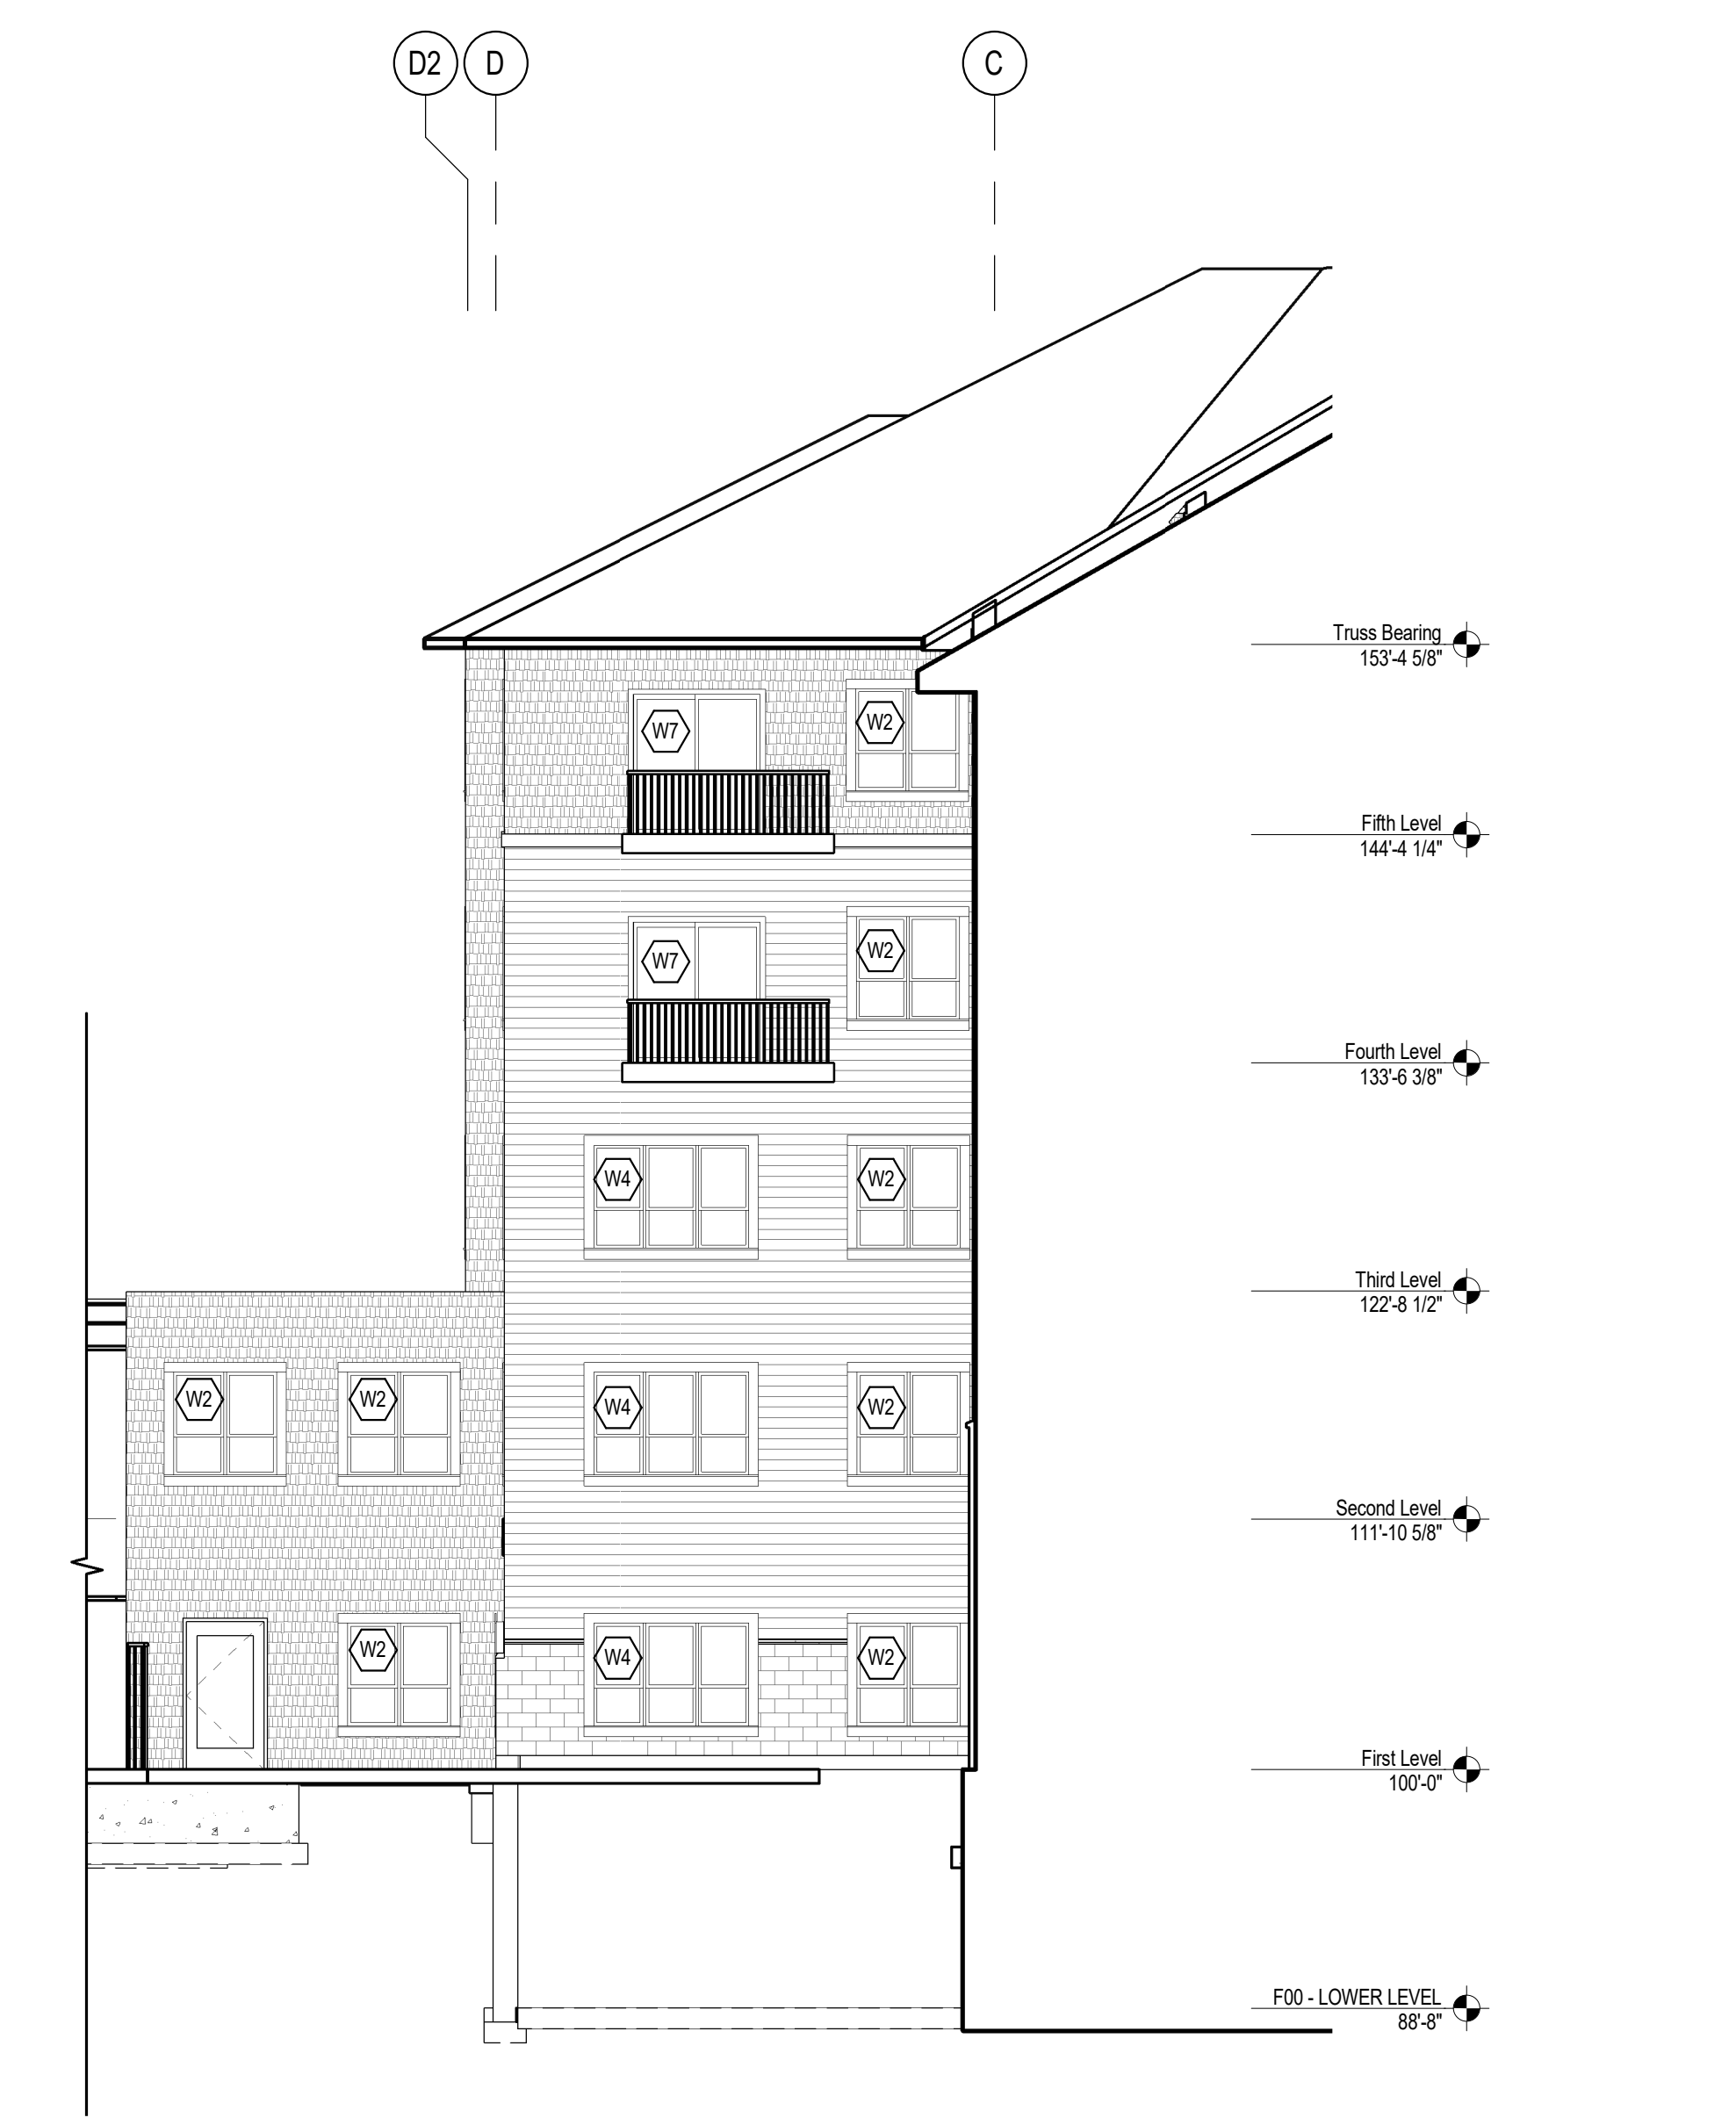 D2 D C
Truss Bearing
153'-4 5/8"
W7 W2
Fifth Level
144'-4 1/4"
W7 W2
Fourth Level
133'-6 3/8"
W4 W2
Third Level
122'-8 1/2"
W2 W2 W4 W2
Second Level
111'-10 5/8"
W2 W4 W2
First Level
100'-0"
F00 - LOWER LEVEL
88'-8"